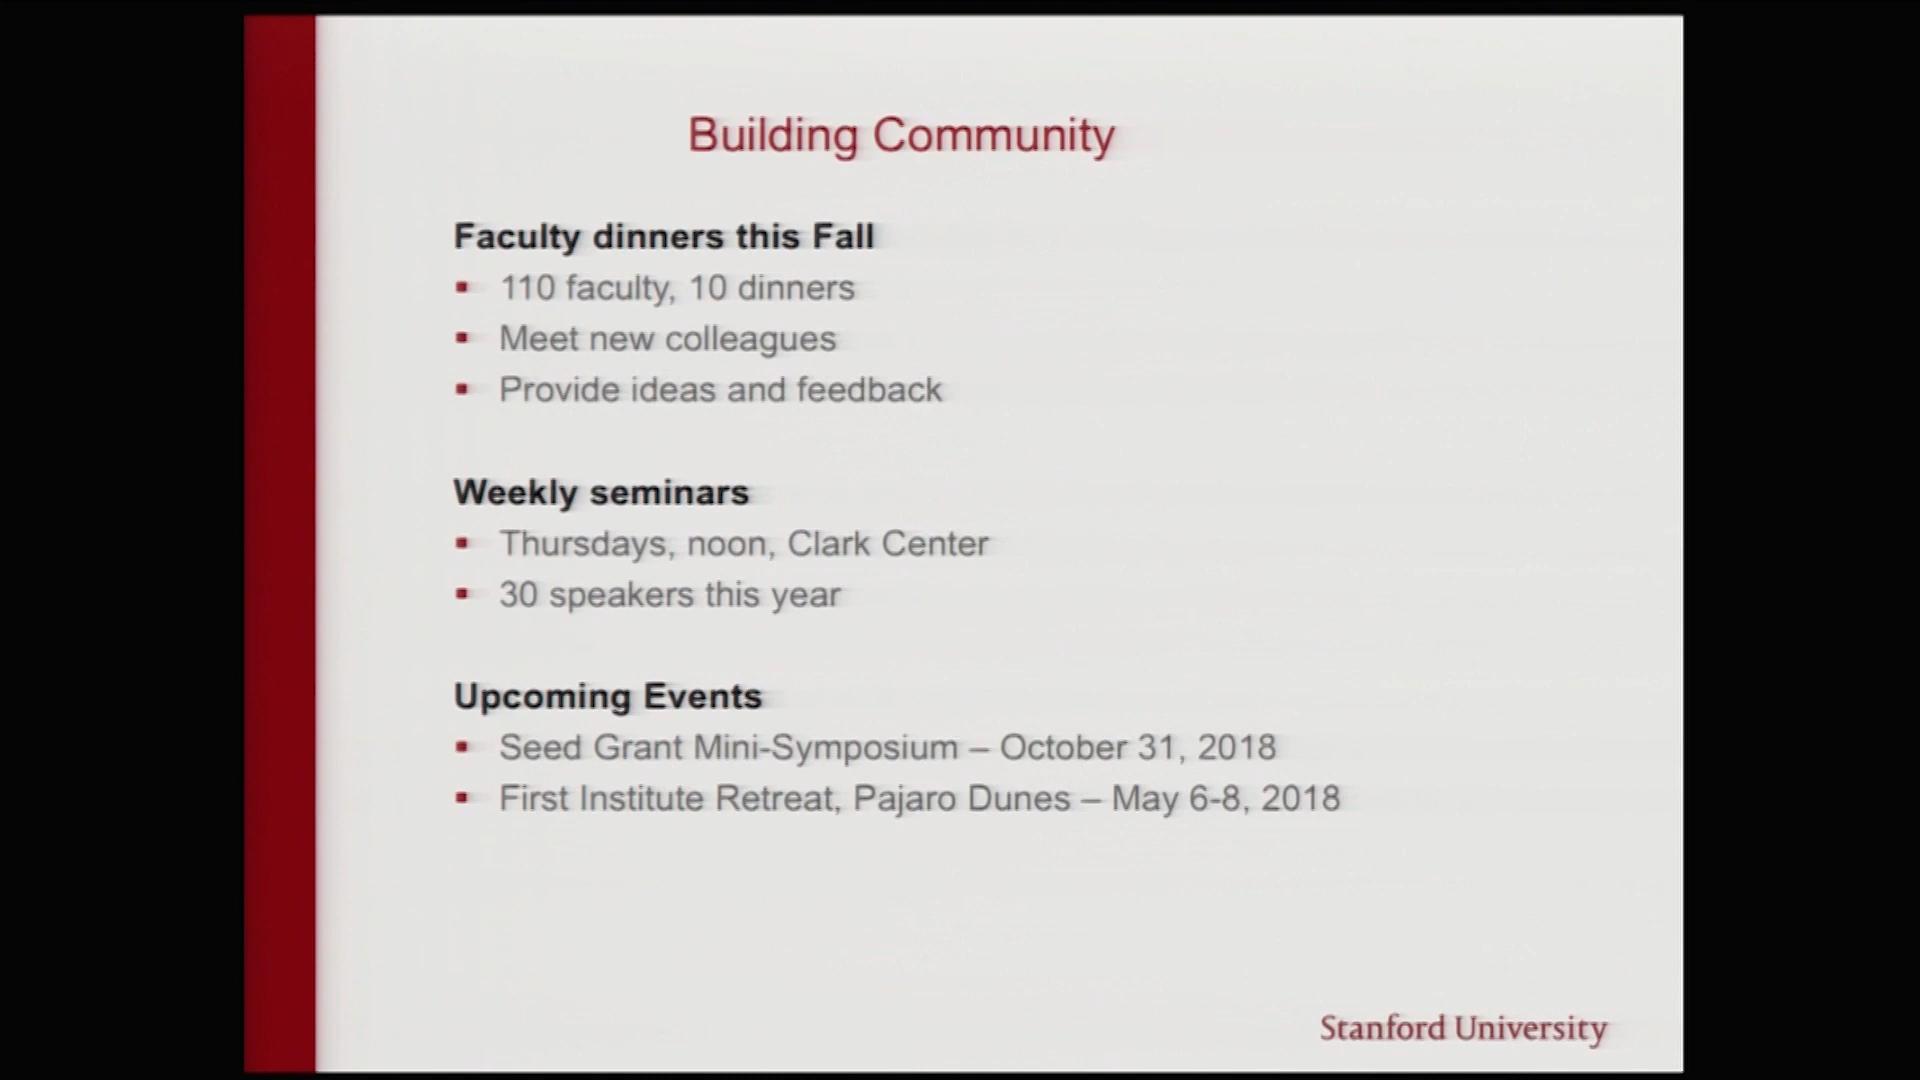 Building Community
Faculty dinners this Fall
110 faculty, 10 dinners
Meet new colleagues
Provide ideas and feedback
Weekly seminars
Thursdays, noon, Clark Center
30 speakers this year
Upcoming Events
Seed Grant Mini-Symposium – October 31, 2018
First Institute Retreat, Pajaro Dunes – May 6-8, 2018
Stanford University